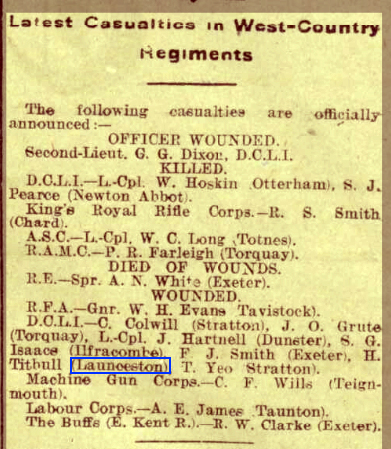 Latest Casualties in West-Country
Regiments
The following casualties are officially
announced:—
OFFICER WOUNDED.
Second-Lieut. G. G. Dixon, D.C.L.I.
KILLED.
D.C.L.I.—L.-Cpl. W. Hoskin Otterham), S. J.
Pearce (Newton Abbot).
King's Royal Rifle Corps.—R. S. Smith
(Chard).
A.S.C.—L.-Cpl. W. C. Long (Totnes).
R.A.M.C.—P. R. Farleigh (Torquay).
DIED OF WOUNDS.
R.E.—Spr. A. N. White (Exeter).
WOUNDED.
R.F.A.—Gnr. W. H. Evans Tavistock).
D.C.L.I.—C. Colwill (Stratton), J. O. Grute
(Torquay), L.-Cpl. J. Hartnell (Dunster), S. G.
Isaacs (Ilfracombe), F. J. Smith (Exeter), H.
Titbull (Launceston), T. Yeo Stratton).
Machine Gun Corps.—C. F. Wills (Teign-
mouth).
Labour Corps.—A. E. James Taunton).
The Buffs (E. Kent R.).—R. W. Clarke (Exeter).